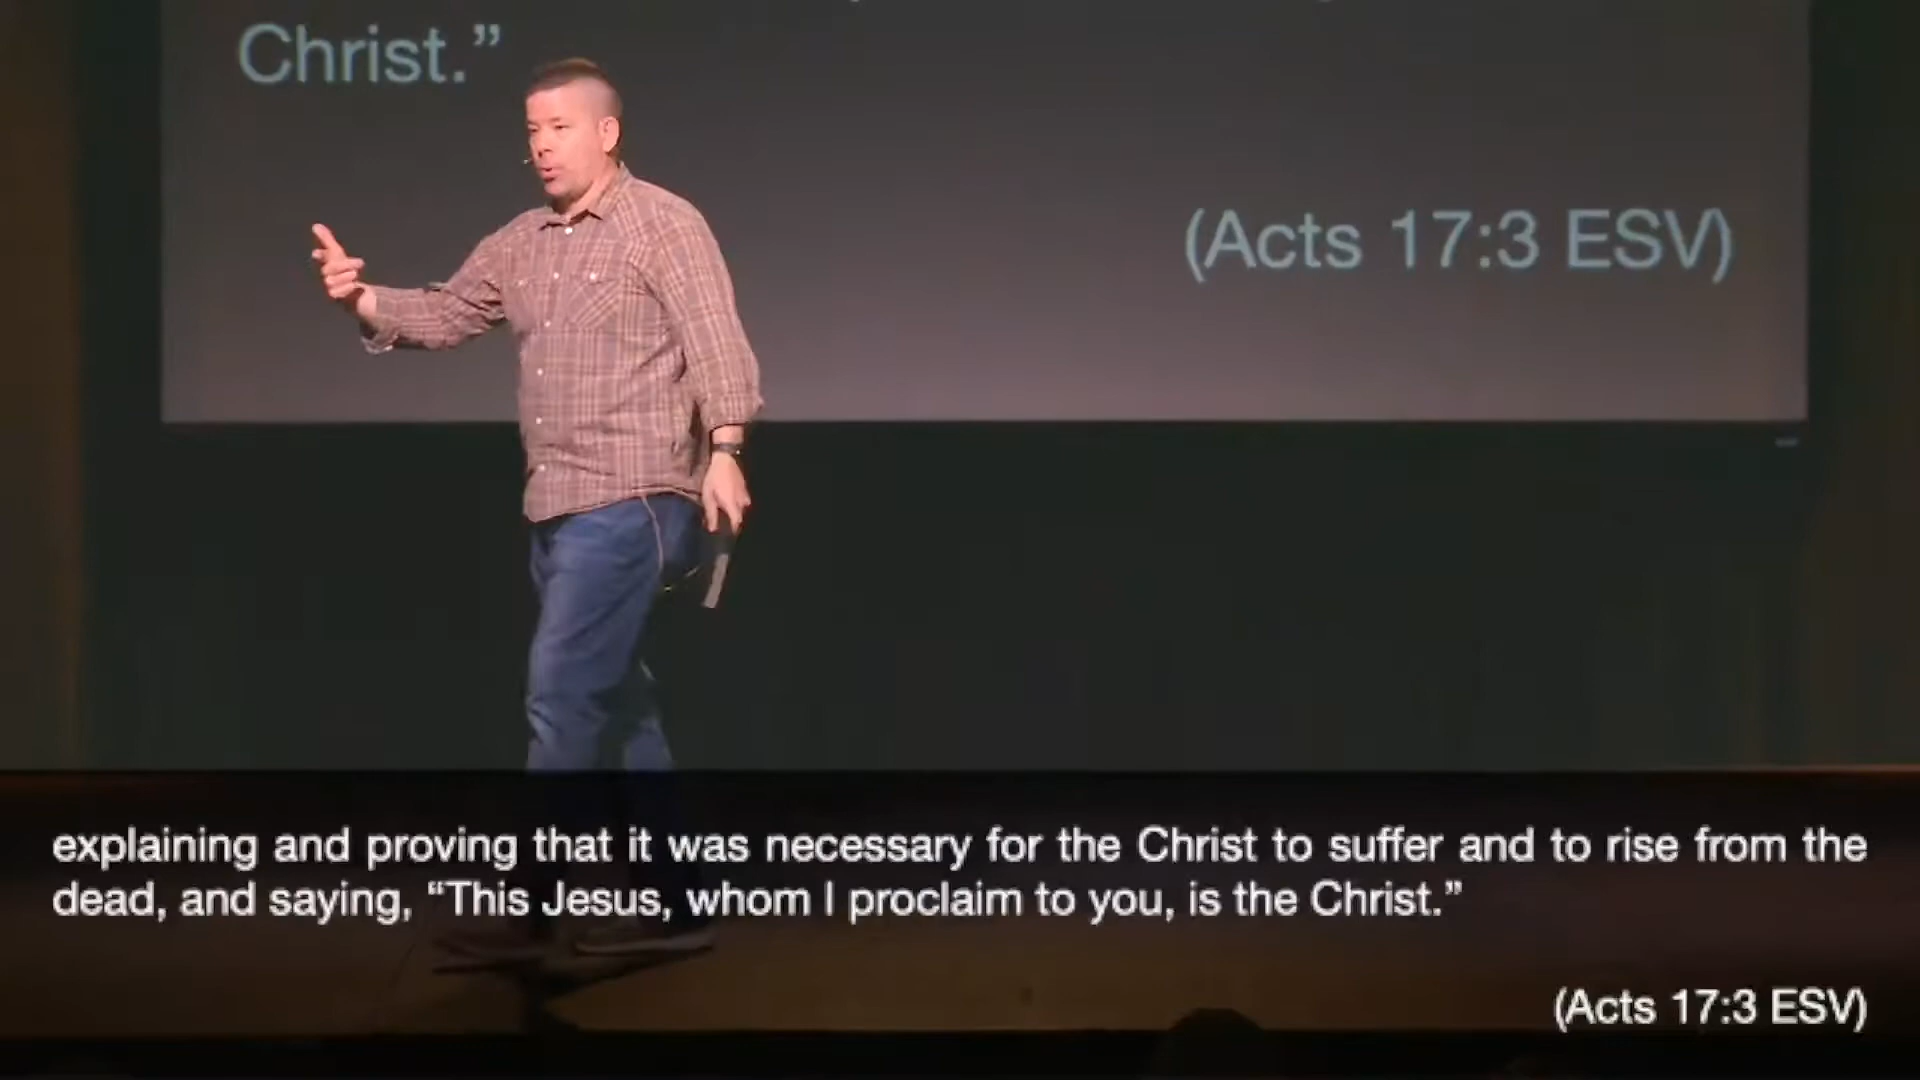 Christ.”
(Acts 17:3 ESV)
explaining and proving that it was necessary for the Christ to suffer and to rise from the
dead, and saying, “This Jesus, whom I proclaim to you, is the Christ.”
(Acts 17:3 ESV)